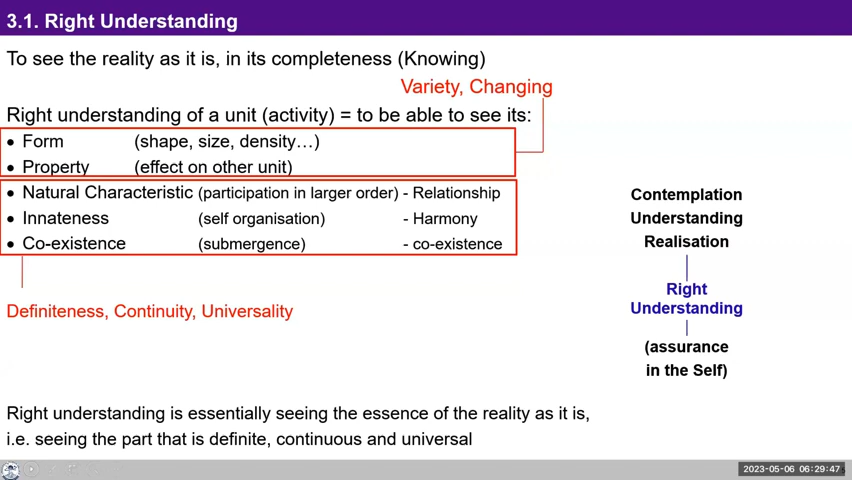 3.1. Right Understanding
To see the reality as it is, in its completeness (Knowing)
Variety, Changing
Right understanding of a unit (activity) = to be able to see its:
• Form (shape, size, density…)
• Property (effect on other unit)
• Natural Characteristic (participation in larger order) - Relationship
• Innateness (self organisation) - Harmony
• Co-existence (submergence) - co-existence
Definiteness, Continuity, Universality
Contemplation
Understanding
Realisation
Right
Understanding
(assurance
in the Self)
Right understanding is essentially seeing the essence of the reality as it is,
i.e. seeing the part that is definite, continuous and universal
2023-05-06 06:29:47